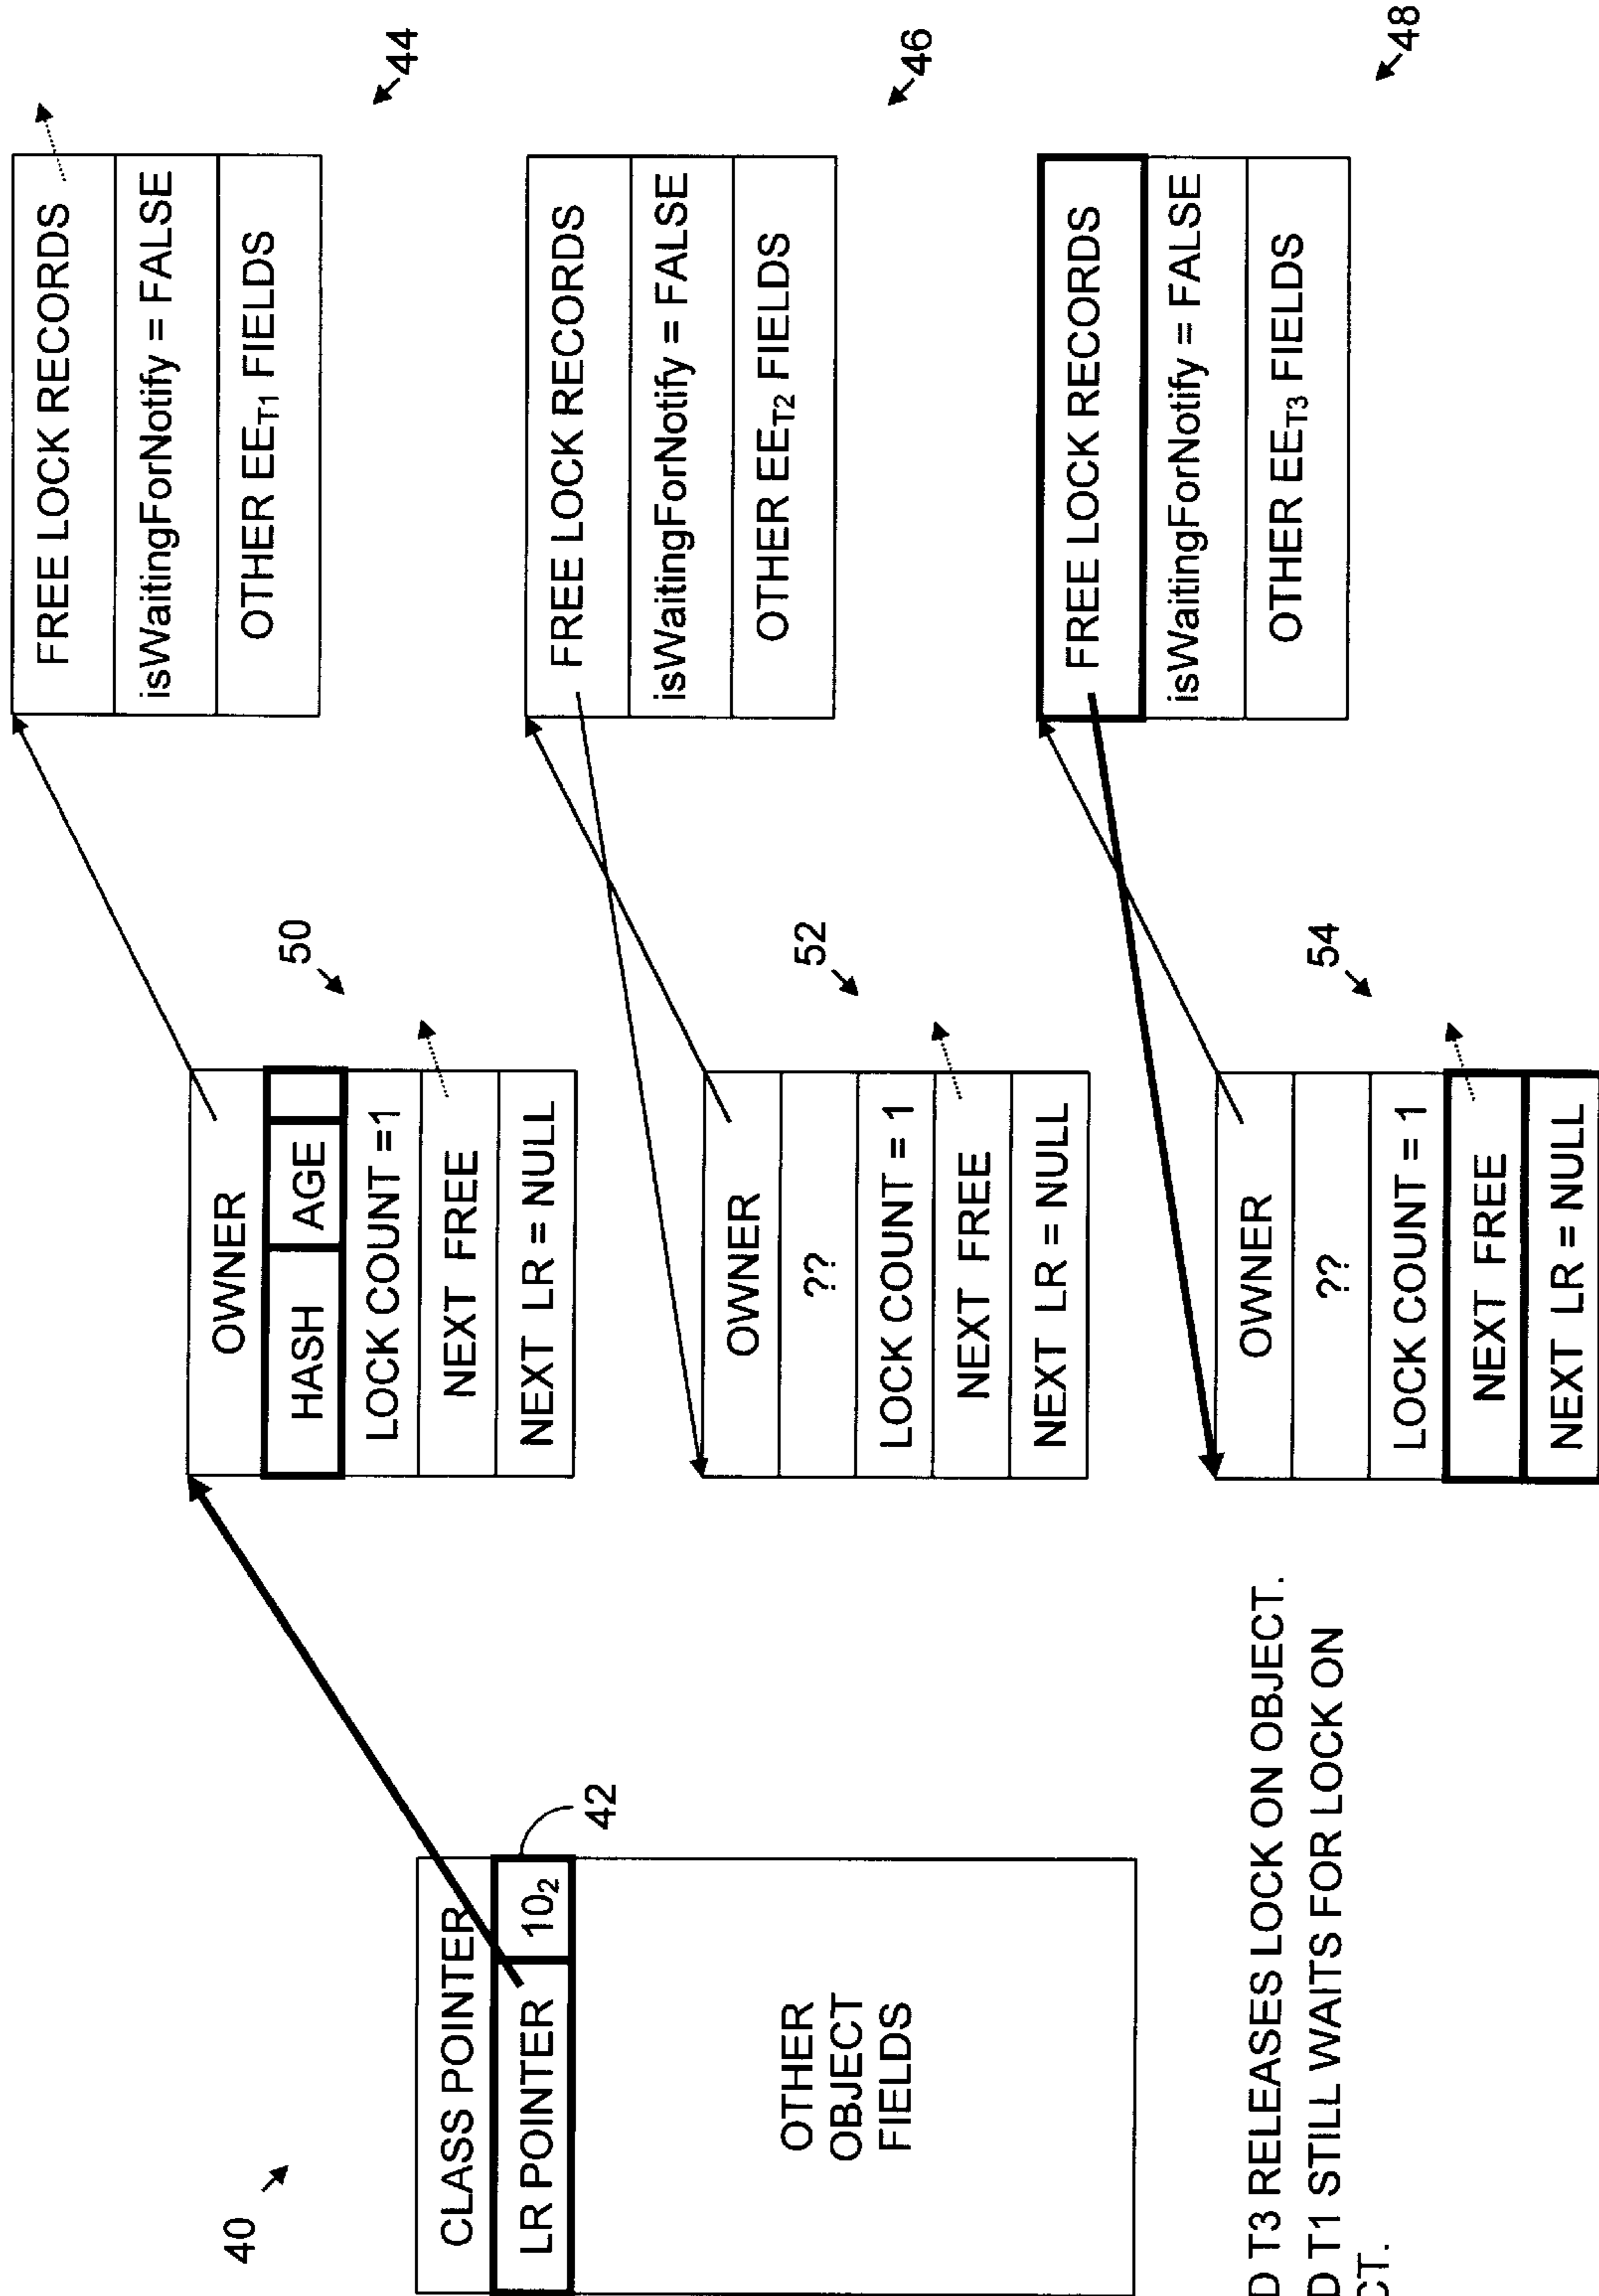 40
CLASS POINTER
LR POINTER
10₂
42
OTHER
OBJECT
FIELDS
OWNER
HASH
AGE
LOCK COUNT =1
NEXT FREE
NEXT LR = NULL
50
OWNER
??
LOCK COUNT = 1
NEXT FREE
NEXT LR = NULL
52
OWNER
??
LOCK COUNT = 1
NEXT FREE
NEXT LR = NULL
54
FREE LOCK RECORDS
isWaitingForNotify = FALSE
OTHER EE_T1 FIELDS
44
FREE LOCK RECORDS
isWaitingForNotify = FALSE
OTHER EE_T2 FIELDS
46
FREE LOCK RECORDS
isWaitingForNotify = FALSE
OTHER EE_T3 FIELDS
48
D T3 RELEASES LOCK ON OBJECT.
D T1 STILL WAITS FOR LOCK ON
CT.